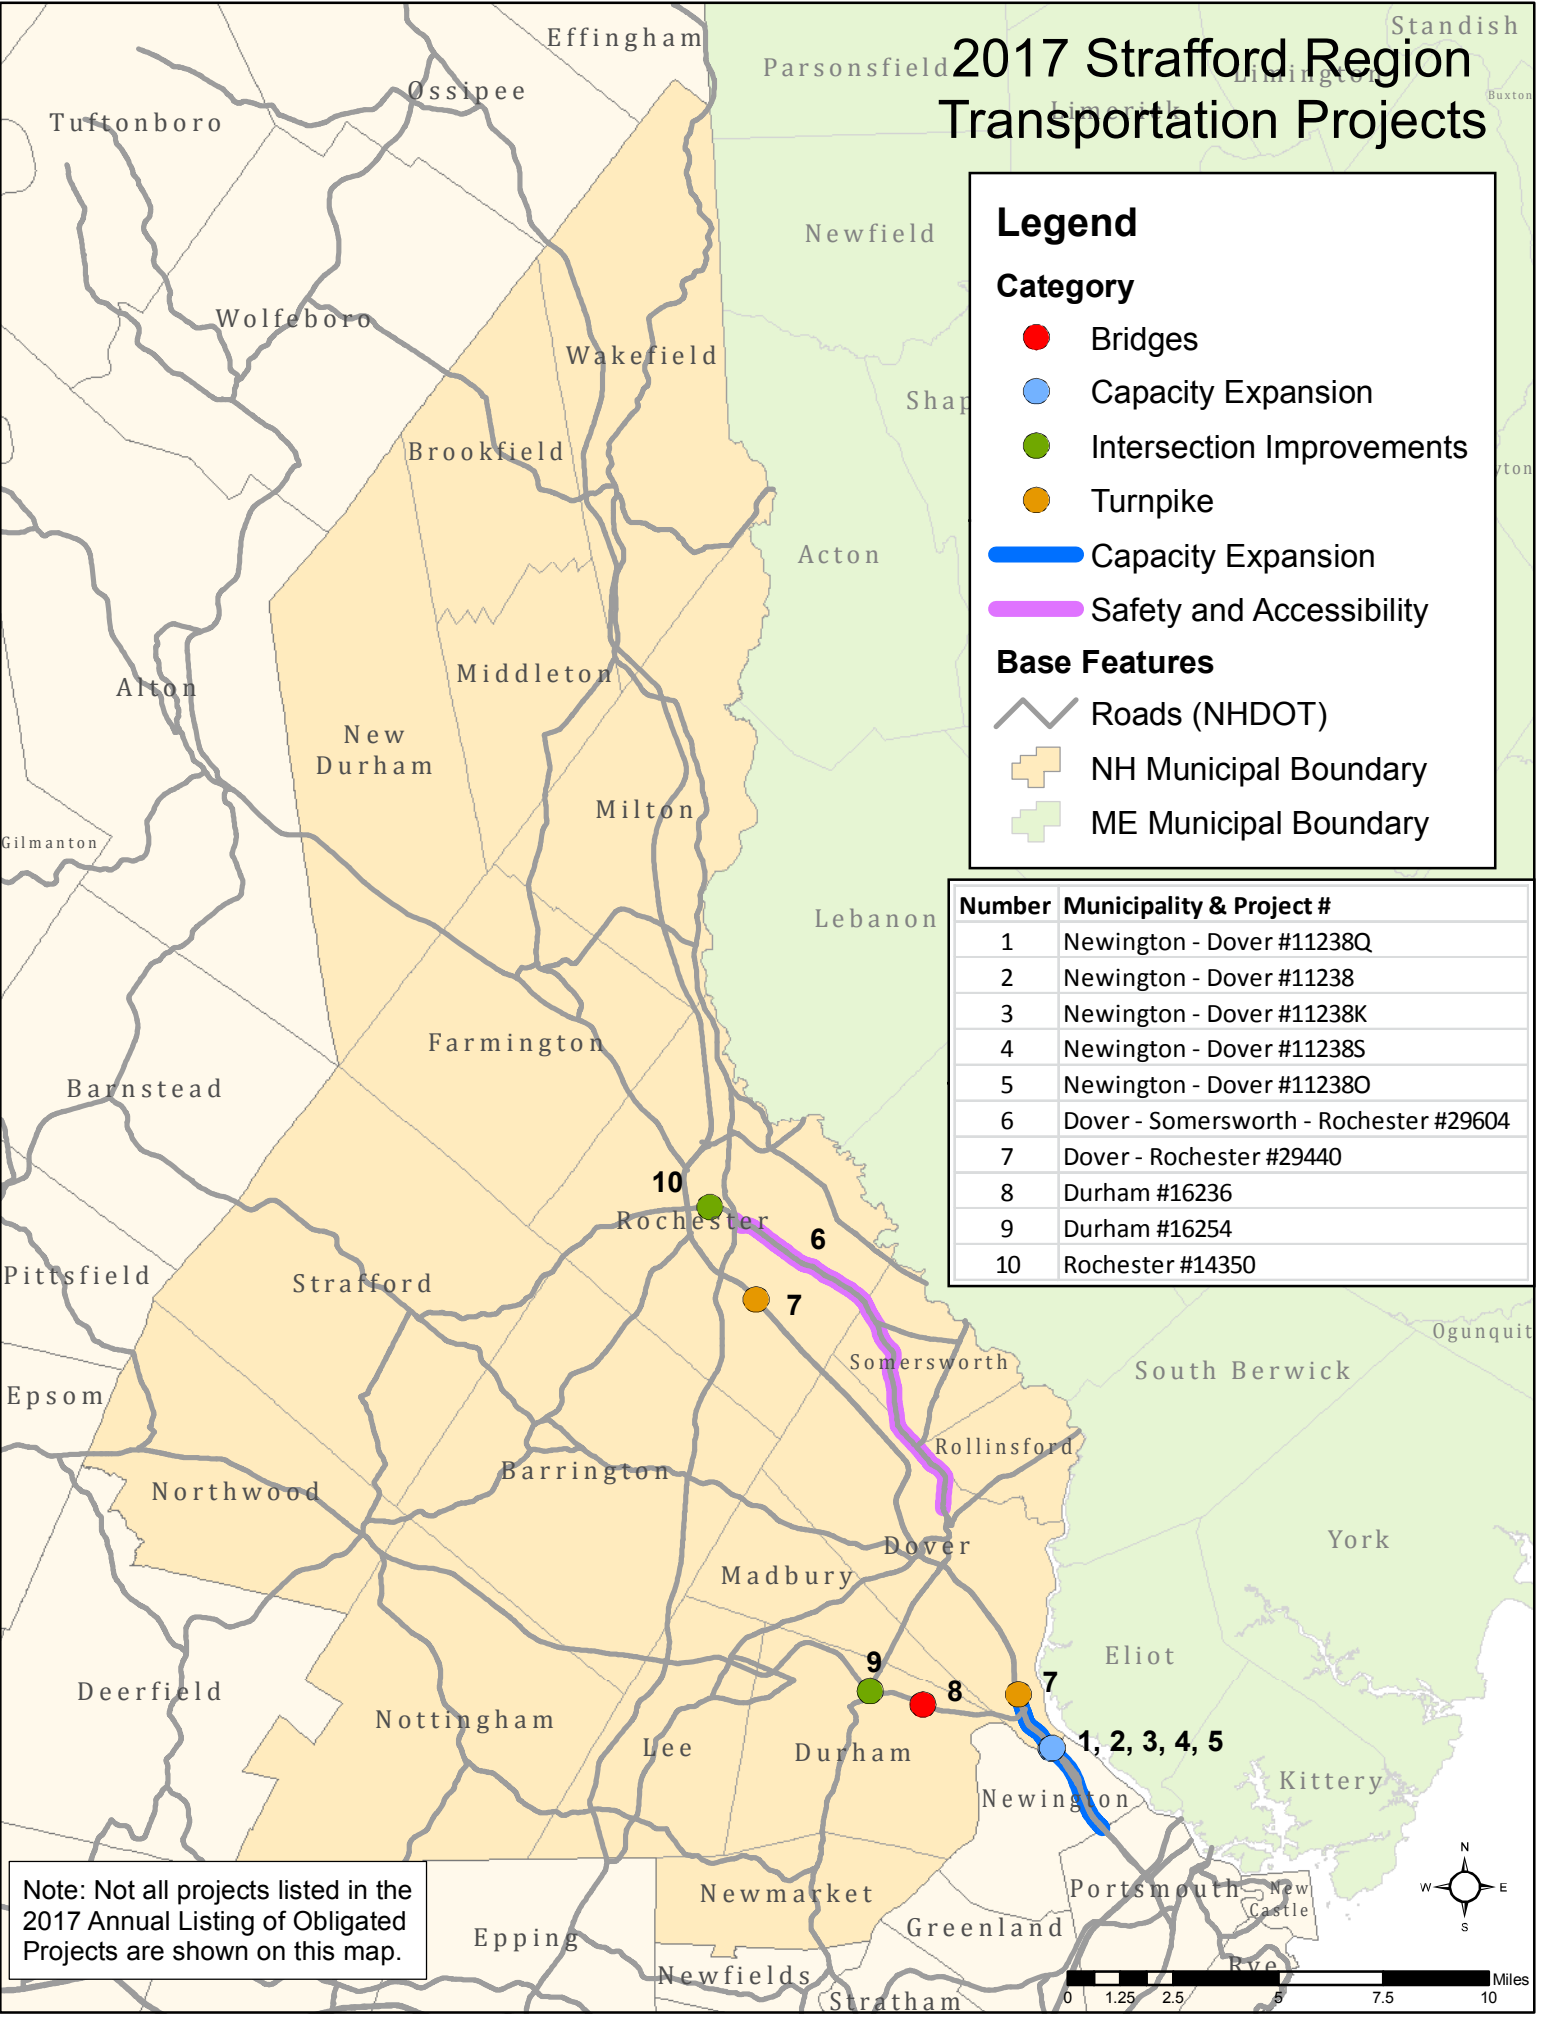 2017 Strafford Region
Transportation Projects
Standish
Effingham
Parsonsfield
Limington
Ossipee
Limerick
Buxton
Tuftonboro
Newfield
Wolfeboro
Wakefield
Shap
Brookfield
yton
Acton
Middleton
Alton
New
Durham
Milton
Gilmanton
Lebanon
Farmington
Barnstead
10
Rochester
6
Pittsfield
Strafford
7
Ogunquit
Somersworth
South Berwick
Epsom
Rollinsford
Barrington
Northwood
York
Dover
Madbury
Eliot
9
7
8
Deerfield
Nottingham
1, 2, 3, 4, 5
Lee
Durham
Kittery
Newington
Portsmouth
New
Castle
Newmarket
Greenland
Epping
Rye
Newfields
Stratham
Legend
Category
Bridges
Capacity Expansion
Intersection Improvements
Turnpike
Capacity Expansion
Safety and Accessibility
Base Features
Roads (NHDOT)
NH Municipal Boundary
ME Municipal Boundary
Number Municipality & Project #
1 Newington - Dover #11238Q
2 Newington - Dover #11238
3 Newington - Dover #11238K
4 Newington - Dover #11238S
5 Newington - Dover #11238O
6 Dover - Somersworth - Rochester #29604
7 Dover - Rochester #29440
8 Durham #16236
9 Durham #16254
10 Rochester #14350
Note: Not all projects listed in the
2017 Annual Listing of Obligated
Projects are shown on this map.
N
W E
S
Miles
0 1.25 2.5 5 7.5 10